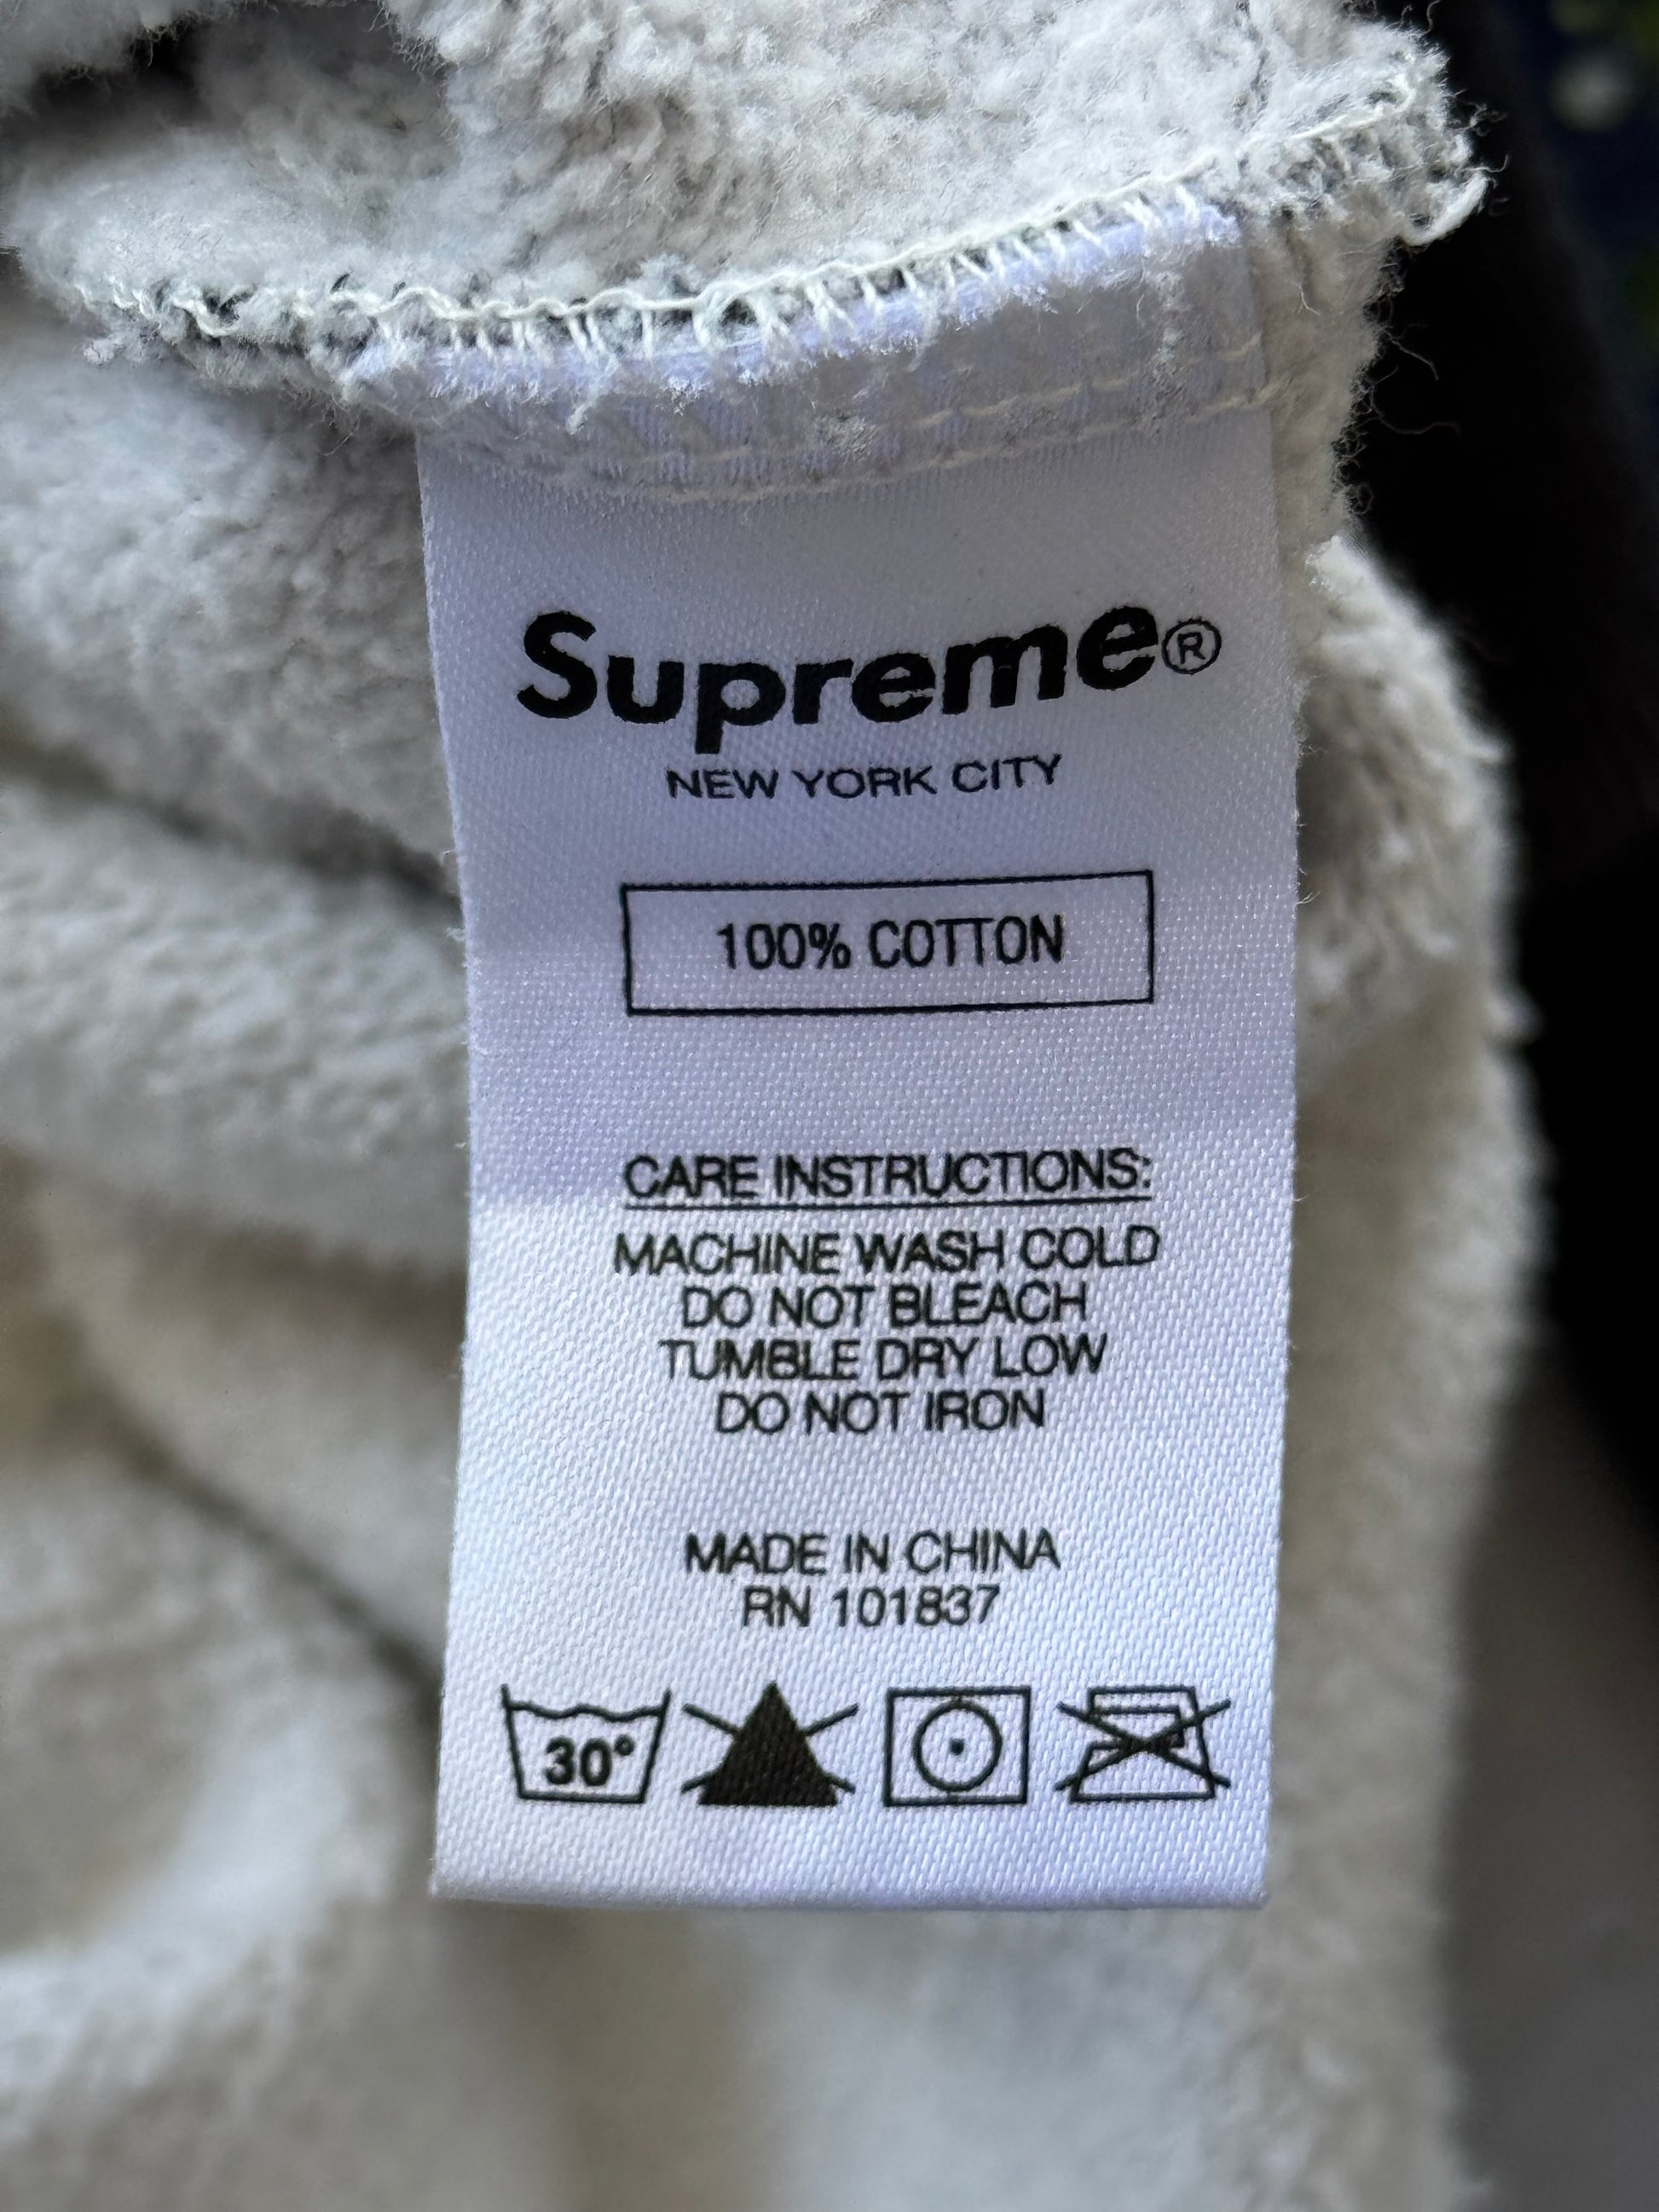 Supreme®
NEW YORK CITY
100% COTTON
CARE INSTRUCTIONS:
MACHINE WASH COLD
DO NOT BLEACH
TUMBLE DRY LOW
DO NOT IRON
MADE IN CHINA
RN 101837
30°